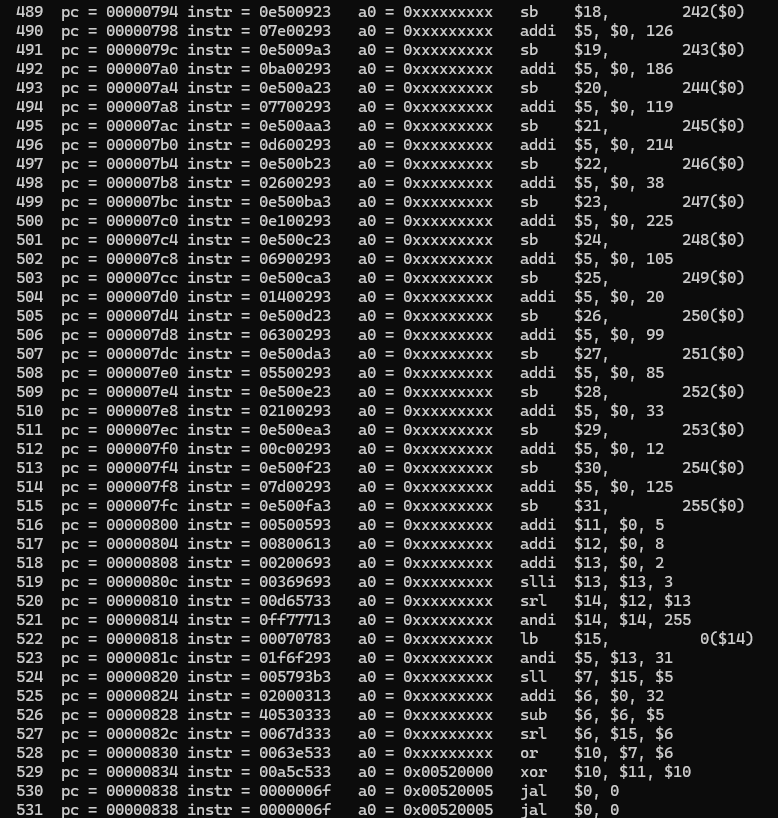 489 pc = 00000794 instr = 0e500923 a0 = 0xxxxxxxxx sb $18, 242($0)
490 pc = 00000798 instr = 07e00293 a0 = 0xxxxxxxxx addi $5, $0, 126
491 pc = 0000079c instr = 0e5009a3 a0 = 0xxxxxxxxx sb $19, 243($0)
492 pc = 000007a0 instr = 0ba00293 a0 = 0xxxxxxxxx addi $5, $0, 186
493 pc = 000007a4 instr = 0e500a23 a0 = 0xxxxxxxxx sb $20, 244($0)
494 pc = 000007a8 instr = 07700293 a0 = 0xxxxxxxxx addi $5, $0, 119
495 pc = 000007ac instr = 0e500aa3 a0 = 0xxxxxxxxx sb $21, 245($0)
496 pc = 000007b0 instr = 0d600293 a0 = 0xxxxxxxxx addi $5, $0, 214
497 pc = 000007b4 instr = 0e500b23 a0 = 0xxxxxxxxx sb $22, 246($0)
498 pc = 000007b8 instr = 02600293 a0 = 0xxxxxxxxx addi $5, $0, 38
499 pc = 000007bc instr = 0e500ba3 a0 = 0xxxxxxxxx sb $23, 247($0)
500 pc = 000007c0 instr = 0e100293 a0 = 0xxxxxxxxx addi $5, $0, 225
501 pc = 000007c4 instr = 0e500c23 a0 = 0xxxxxxxxx sb $24, 248($0)
502 pc = 000007c8 instr = 06900293 a0 = 0xxxxxxxxx addi $5, $0, 105
503 pc = 000007cc instr = 0e500ca3 a0 = 0xxxxxxxxx sb $25, 249($0)
504 pc = 000007d0 instr = 01400293 a0 = 0xxxxxxxxx addi $5, $0, 20
505 pc = 000007d4 instr = 0e500d23 a0 = 0xxxxxxxxx sb $26, 250($0)
506 pc = 000007d8 instr = 06300293 a0 = 0xxxxxxxxx addi $5, $0, 99
507 pc = 000007dc instr = 0e500da3 a0 = 0xxxxxxxxx sb $27, 251($0)
508 pc = 000007e0 instr = 05500293 a0 = 0xxxxxxxxx addi $5, $0, 85
509 pc = 000007e4 instr = 0e500e23 a0 = 0xxxxxxxxx sb $28, 252($0)
510 pc = 000007e8 instr = 02100293 a0 = 0xxxxxxxxx addi $5, $0, 33
511 pc = 000007ec instr = 0e500ea3 a0 = 0xxxxxxxxx sb $29, 253($0)
512 pc = 000007f0 instr = 00c00293 a0 = 0xxxxxxxxx addi $5, $0, 12
513 pc = 000007f4 instr = 0e500f23 a0 = 0xxxxxxxxx sb $30, 254($0)
514 pc = 000007f8 instr = 07d00293 a0 = 0xxxxxxxxx addi $5, $0, 125
515 pc = 000007fc instr = 0e500fa3 a0 = 0xxxxxxxxx sb $31, 255($0)
516 pc = 00000800 instr = 00500593 a0 = 0xxxxxxxxx addi $11, $0, 5
517 pc = 00000804 instr = 00800613 a0 = 0xxxxxxxxx addi $12, $0, 8
518 pc = 00000808 instr = 00200693 a0 = 0xxxxxxxxx addi $13, $0, 2
519 pc = 0000080c instr = 00369693 a0 = 0xxxxxxxxx slli $13, $13, 3
520 pc = 00000810 instr = 00d65733 a0 = 0xxxxxxxxx srl $14, $12, $13
521 pc = 00000814 instr = 0ff77713 a0 = 0xxxxxxxxx andi $14, $14, 255
522 pc = 00000818 instr = 00070783 a0 = 0xxxxxxxxx lb $15, 0($14)
523 pc = 0000081c instr = 01f6f293 a0 = 0xxxxxxxxx andi $5, $13, 31
524 pc = 00000820 instr = 005793b3 a0 = 0xxxxxxxxx sll $7, $15, $5
525 pc = 00000824 instr = 02000313 a0 = 0xxxxxxxxx addi $6, $0, 32
526 pc = 00000828 instr = 40530333 a0 = 0xxxxxxxxx sub $6, $6, $5
527 pc = 0000082c instr = 0067d333 a0 = 0xxxxxxxxx srl $6, $15, $6
528 pc = 00000830 instr = 0063e533 a0 = 0xxxxxxxxx or $10, $7, $6
529 pc = 00000834 instr = 00a5c533 a0 = 0x00520000 xor $10, $11, $10
530 pc = 00000838 instr = 0000006f a0 = 0x00520005 jal $0, 0
531 pc = 00000838 instr = 0000006f a0 = 0x00520005 jal $0, 0